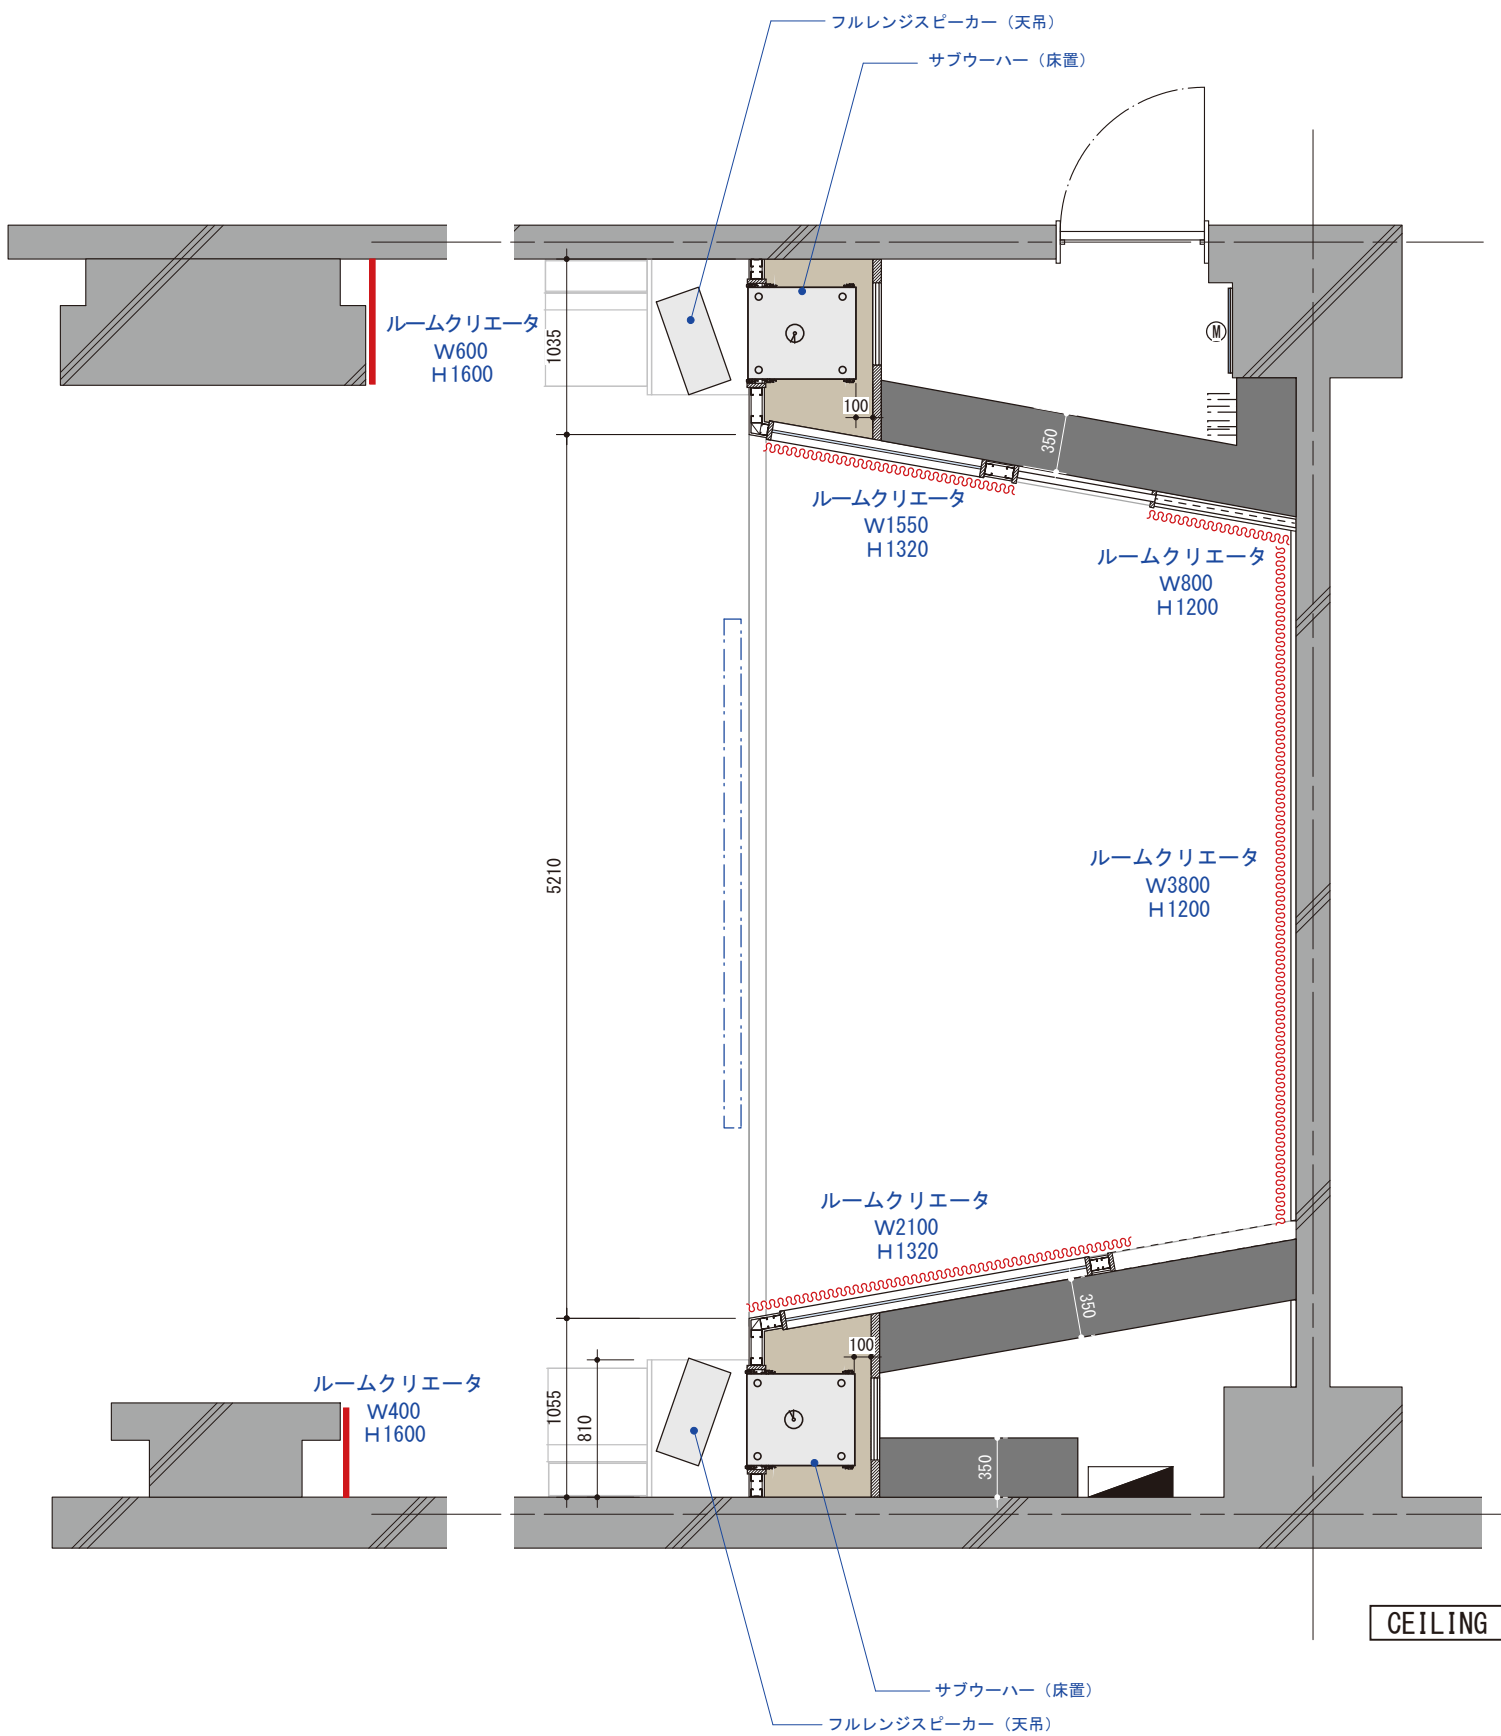 フルレンジスピーカー（天吊）
サブウーハー（床置）
ルームクリエータ
W600
H1600
1035
100
350
M
ルームクリエータ
W1550
H1320
ルームクリエータ
W800
H1200
5210
ルームクリエータ
W3800
H1200
ルームクリエータ
W2100
H1320
350
100
ルームクリエータ
W400
H1600
1055
810
350
CEILING
サブウーハー（床置）
フルレンジスピーカー（天吊）